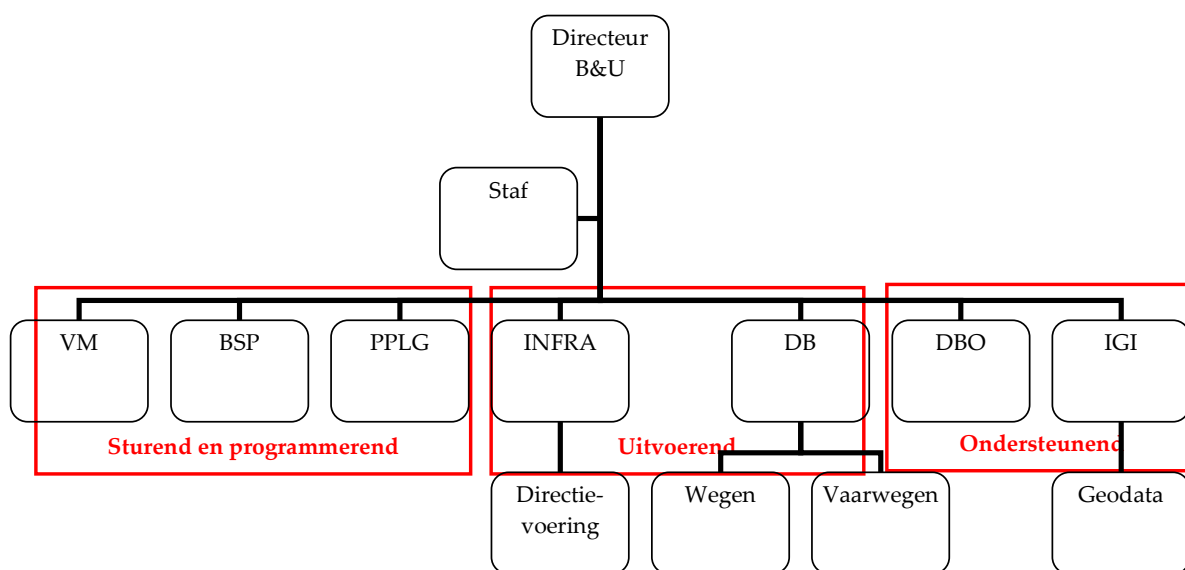 Directeur
B&U
Staf
VM
BSP
PPLG
INFRA
DB
DBO
IGI
Sturend en programmerend
Uitvoerend
Ondersteunend
Directie-
voering
Wegen
Vaarwegen
Geodata